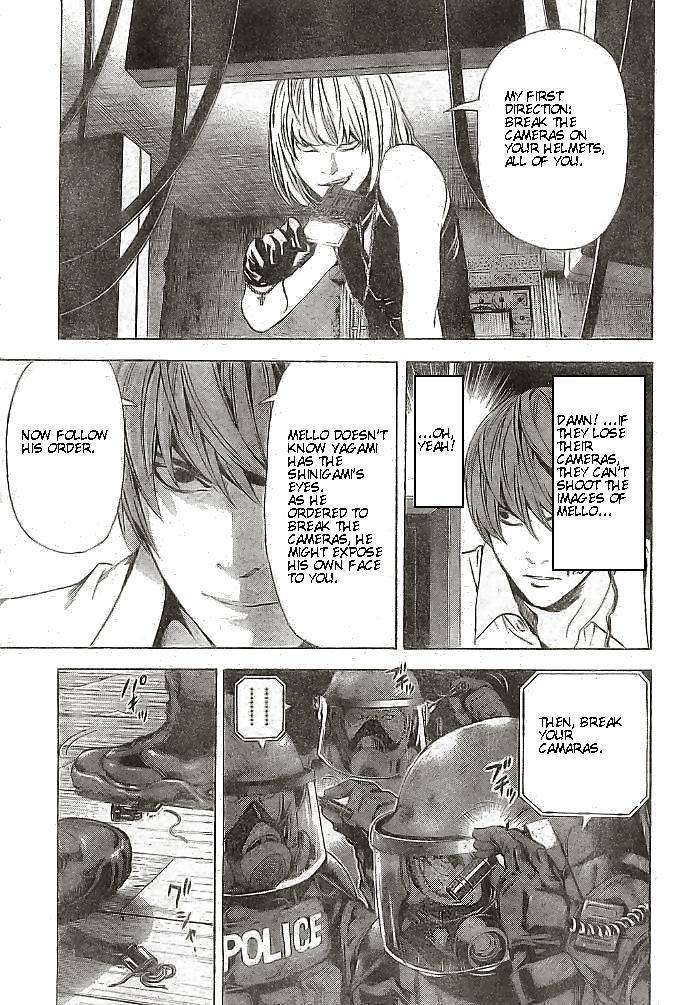 MY FIRST
DIRECTION:
BREAK THE
CAMERAS ON
YOUR HELMETS,
ALL OF YOU.
DAMN! ...IF
THEY LOSE
THEIR
CAMERAS,
THEY CAN'T
SHOOT THE
IMAGES OF
MELLO...
...OH,
YEAH!
MELLO DOESN'T
KNOW YAGAMI
HAS THE
SHINIGAMI'S
EYES.
AS HE
ORDERED TO
BREAK THE
CAMERAS, HE
MIGHT EXPOSE
HIS OWN FACE
TO YOU.
NOW FOLLOW
HIS ORDER.
THEN, BREAK
YOUR
CAMARAS.
POLICE